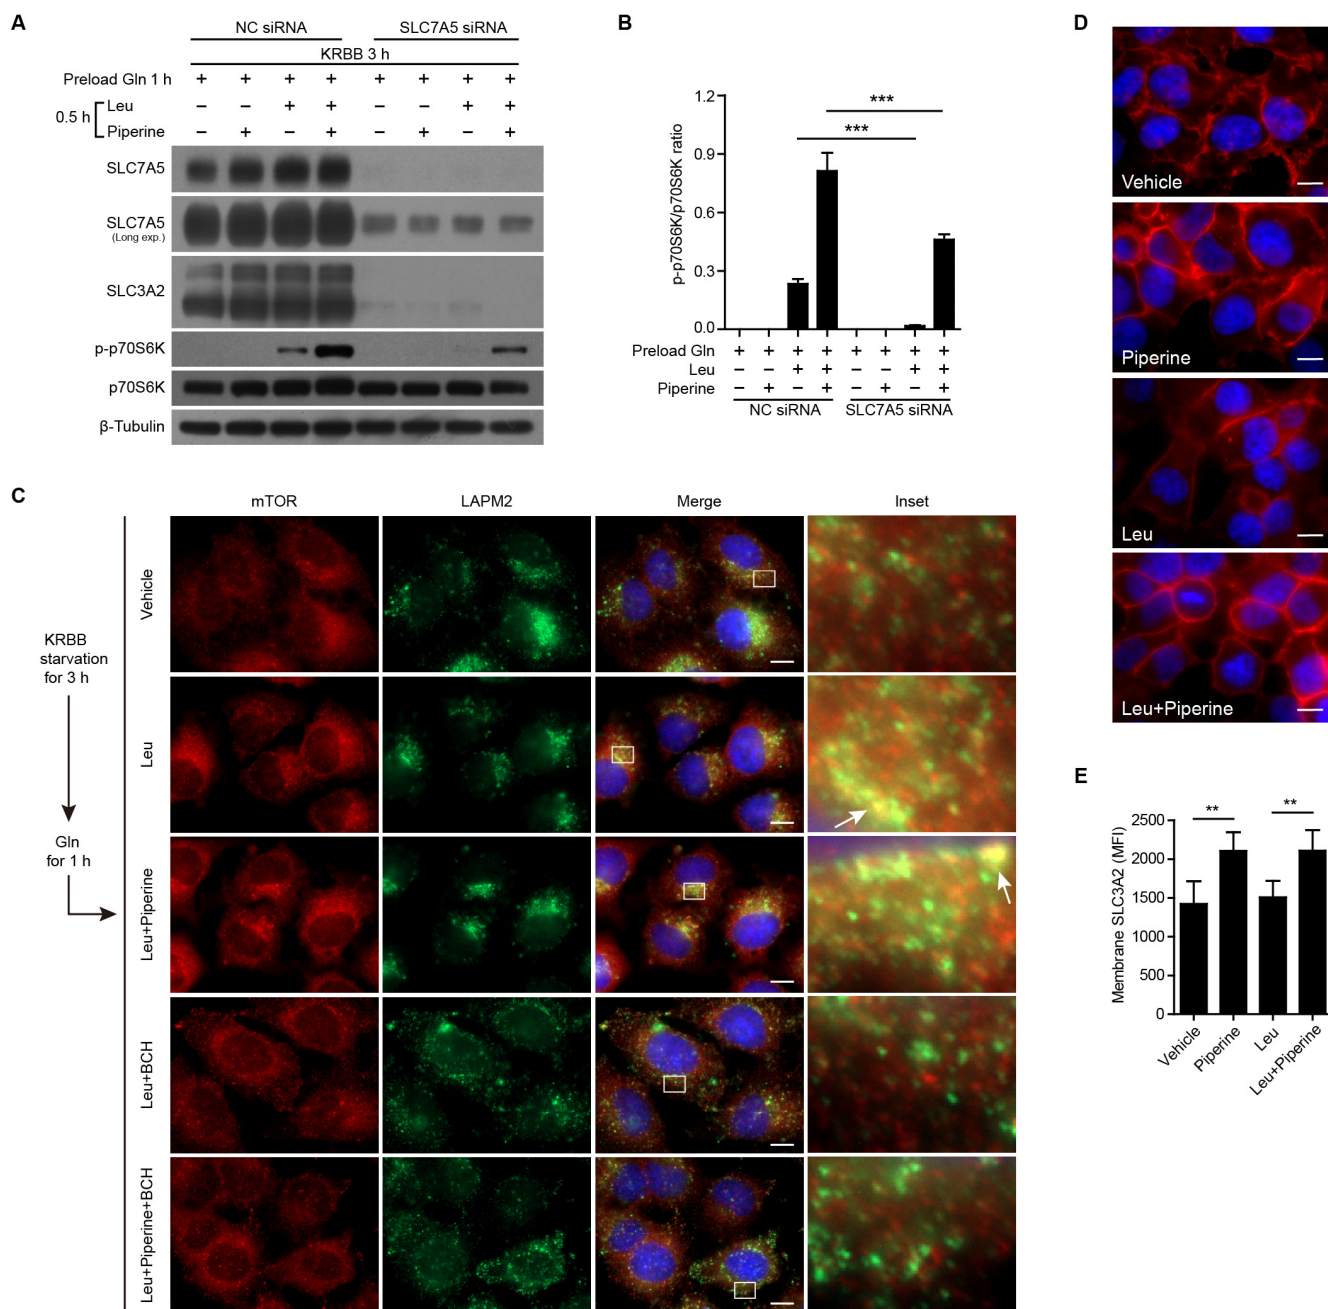 A
NC siRNA SLC7A5 siRNA
KRBB 3 h
Preload Gln 1 h + + + + + + + +
0.5 h
Leu − − + + − − + +
Piperine − + − + − + − +
SLC7A5
SLC7A5
(Long exp.)
SLC3A2
p-p70S6K
p70S6K
β-Tubulin
B
p-p70S6K/p70S6K ratio
1.2
0.9
0.6
0.3
0.0
***
***
Preload Gln + + + + + + + +
Leu − − + + − − + +
Piperine − + − + − + − +
NC siRNA SLC7A5 siRNA
C
mTOR LAPM2 Merge Inset
KRBB
starvation
for 3 h
Gln
for 1 h
Vehicle
Leu
Leu+Piperine
Leu+BCH
Leu+Piperine+BCH
D
Vehicle
Piperine
Leu
Leu+Piperine
E
Membrane SLC3A2 (MFI)
2500
2000
1500
1000
500
0
** **
Vehicle
Piperine
Leu
Leu+Piperine